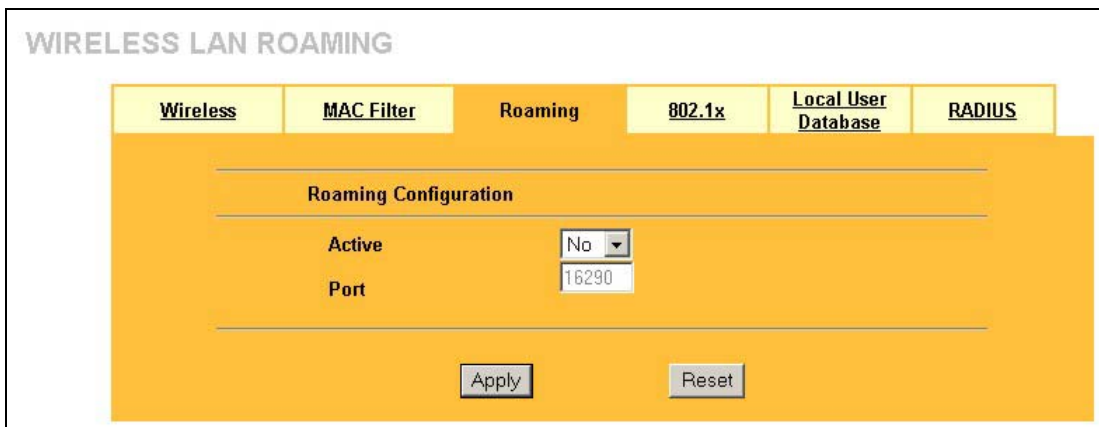 WIRELESS LAN ROAMING
Wireless MAC Filter Roaming 802.1x Local User Database RADIUS
Roaming Configuration
Active No
Port 16290
Apply Reset